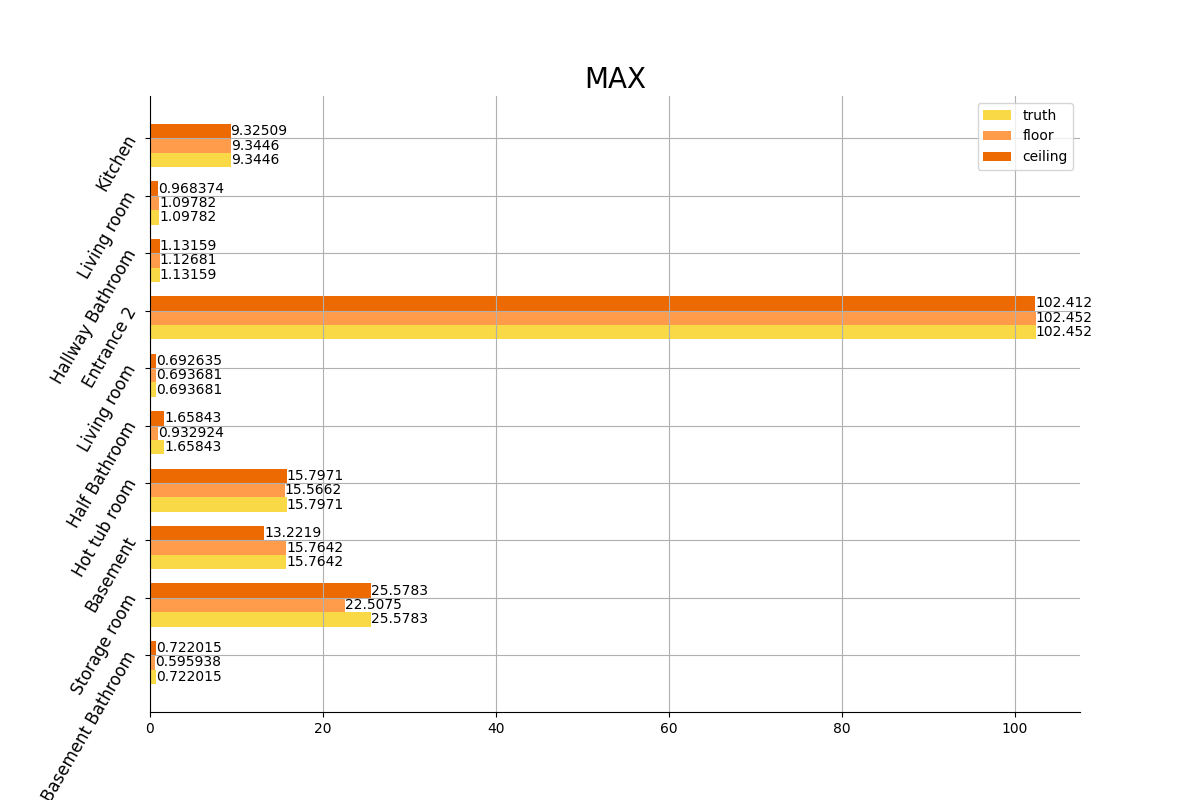 MAX
truth
floor
ceiling
Kitchen
9.32509
9.3446
9.3446
Living room
0.968374
1.09782
1.09782
Hallway Bathroom
1.13159
1.12681
1.13159
Entrance 2
102.412
102.452
102.452
Living room
0.692635
0.693681
0.693681
Half Bathroom
1.65843
0.932924
1.65843
Hot tub room
15.7971
15.5662
15.7971
Basement
13.2219
15.7642
15.7642
Storage room
25.5783
22.5075
25.5783
Basement Bathroom
0.722015
0.595938
0.722015
0 20 40 60 80 100